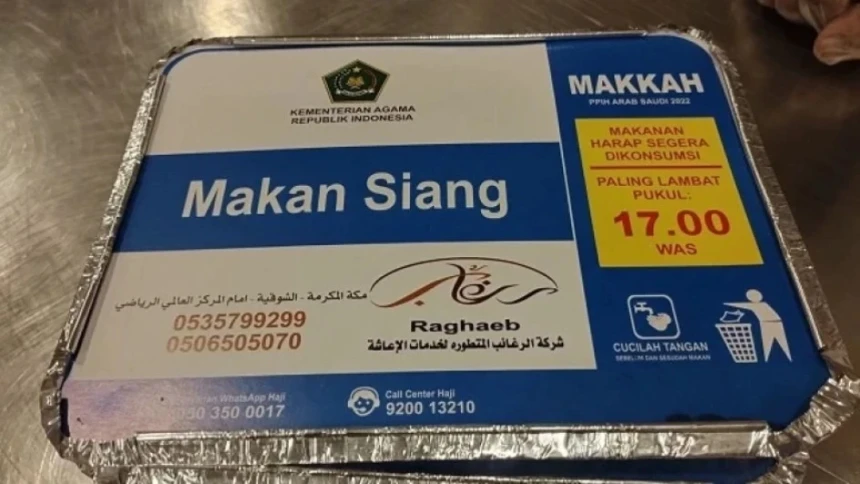 KEMENTERIAN AGAMA
REPUBLIK INDONESIA
MAKKAH
PPIH ARAB SAUDI 2022
MAKANAN
HARAP SEGERA
DIKONSUMSI
PALING LAMBAT
PUKUL:
17.00
WAS
Makan Siang
مكة المكرمة - الشوقية - امام المركز العالمي الرياضي
0535799299
0506505070
رغائب
Raghaeb
شركة الرغائب المتطوره لخدمات الإعاشة
CUCILAH TANGAN
SEBELUM DAN SESUDAH MAKAN
WhatsApp Haji
050 350 0017
Call Center Haji
9200 13210